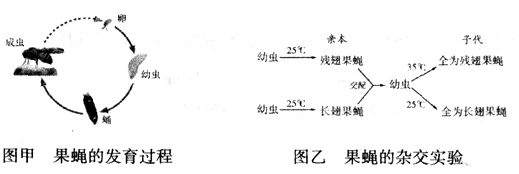 成虫
卵
幼虫
蛹
图甲 果蝇的发育过程
亲本
子代
幼虫 25℃ 残翅果蝇
35℃ 全为残翅果蝇
交配 幼虫
幼虫 25℃ 长翅果蝇
25℃ 全为长翅果蝇
图乙 果蝇的杂交实验